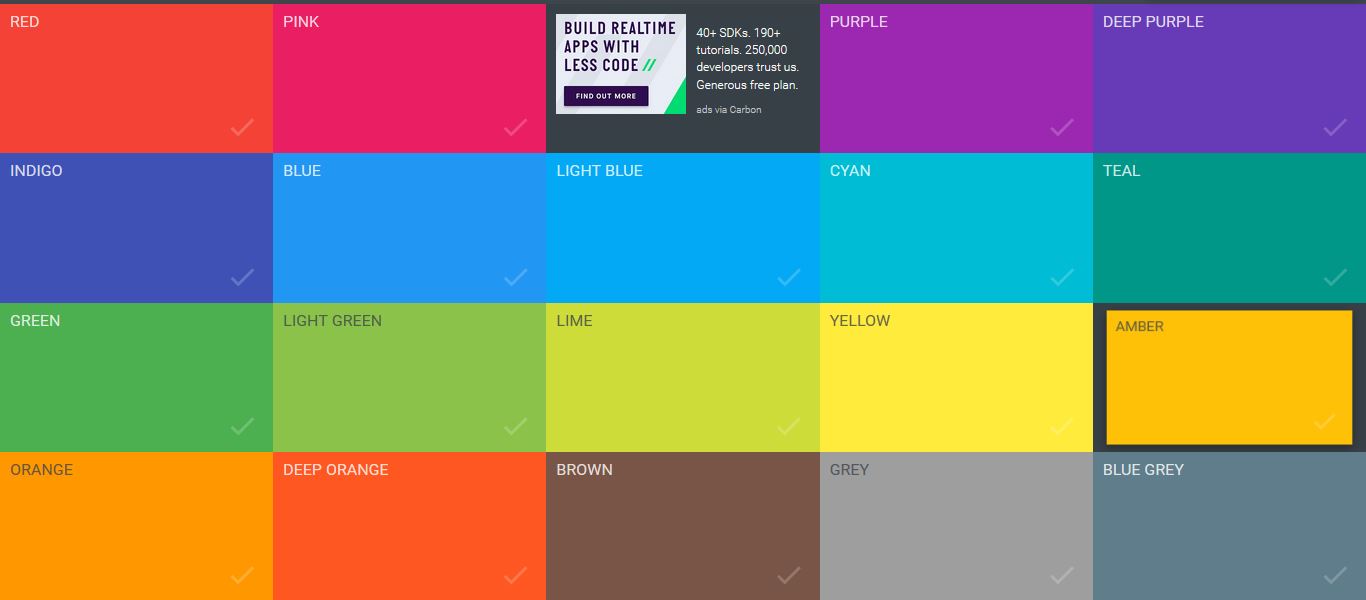 RED
PINK
BUILD REALTIME
APPS WITH
LESS CODE //
FIND OUT MORE
40+ SDKs. 190+
tutorials. 250,000
developers trust us.
Generous free plan.
ads via Carbon
PURPLE
DEEP PURPLE
INDIGO
BLUE
LIGHT BLUE
CYAN
TEAL
GREEN
LIGHT GREEN
LIME
YELLOW
AMBER
ORANGE
DEEP ORANGE
BROWN
GREY
BLUE GREY